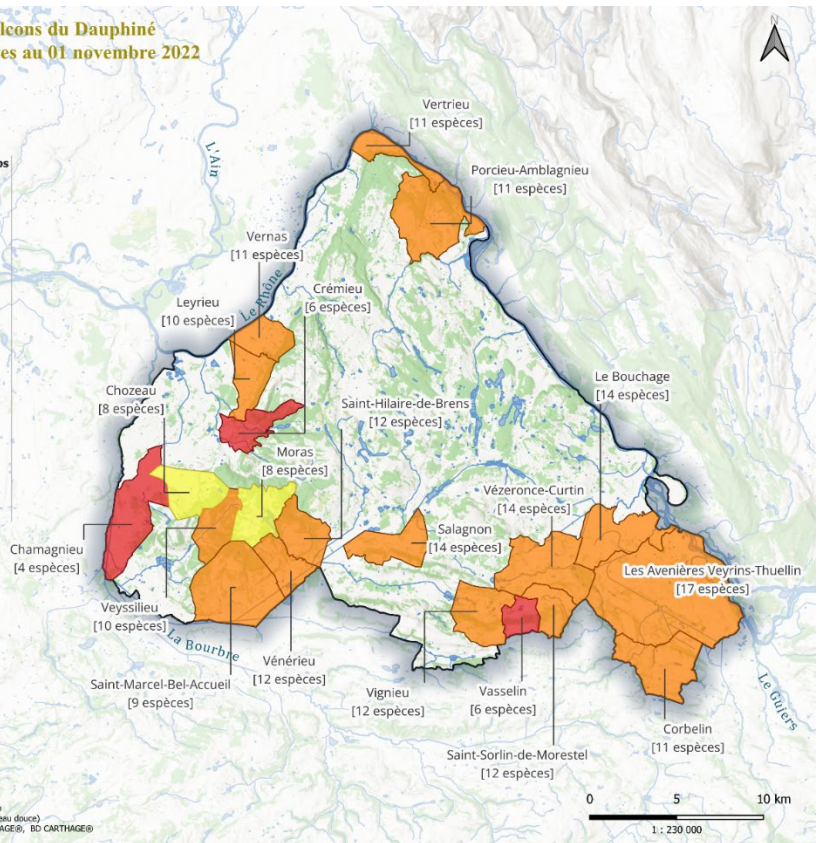 lcons du Dauphiné
es au 01 novembre 2022
N
Vertrieu
[11 espèces]
L'Ain
Porcieu-Amblagnieu
[11 espèces]
Vernas
[11 espèces]
Crémieu
[6 espèces]
Leyrieu
[10 espèces]
Le Rhône
Le Bouchage
[14 espèces]
Chozeau
[8 espèces]
Saint-Hilaire-de-Brens
[12 espèces]
Moras
[8 espèces]
Vézeronce-Curtin
[14 espèces]
Salagnon
[14 espèces]
Chamagnieu
[4 espèces]
Les Avenières Veyrins-Thuellin
[17 espèces]
Veyssilieu
[10 espèces]
La Bourbre
Vénérieu
[12 espèces]
Saint-Marcel-Bel-Accueil
[9 espèces]
Vignieu
[12 espèces]
Vasselin
[6 espèces]
Le Guiers
Corbelin
[11 espèces]
Saint-Sorlin-de-Morestel
[12 espèces]
0 5 10 km
1 : 230 000
eau douce)
AGE®, BD CARTHAGE®